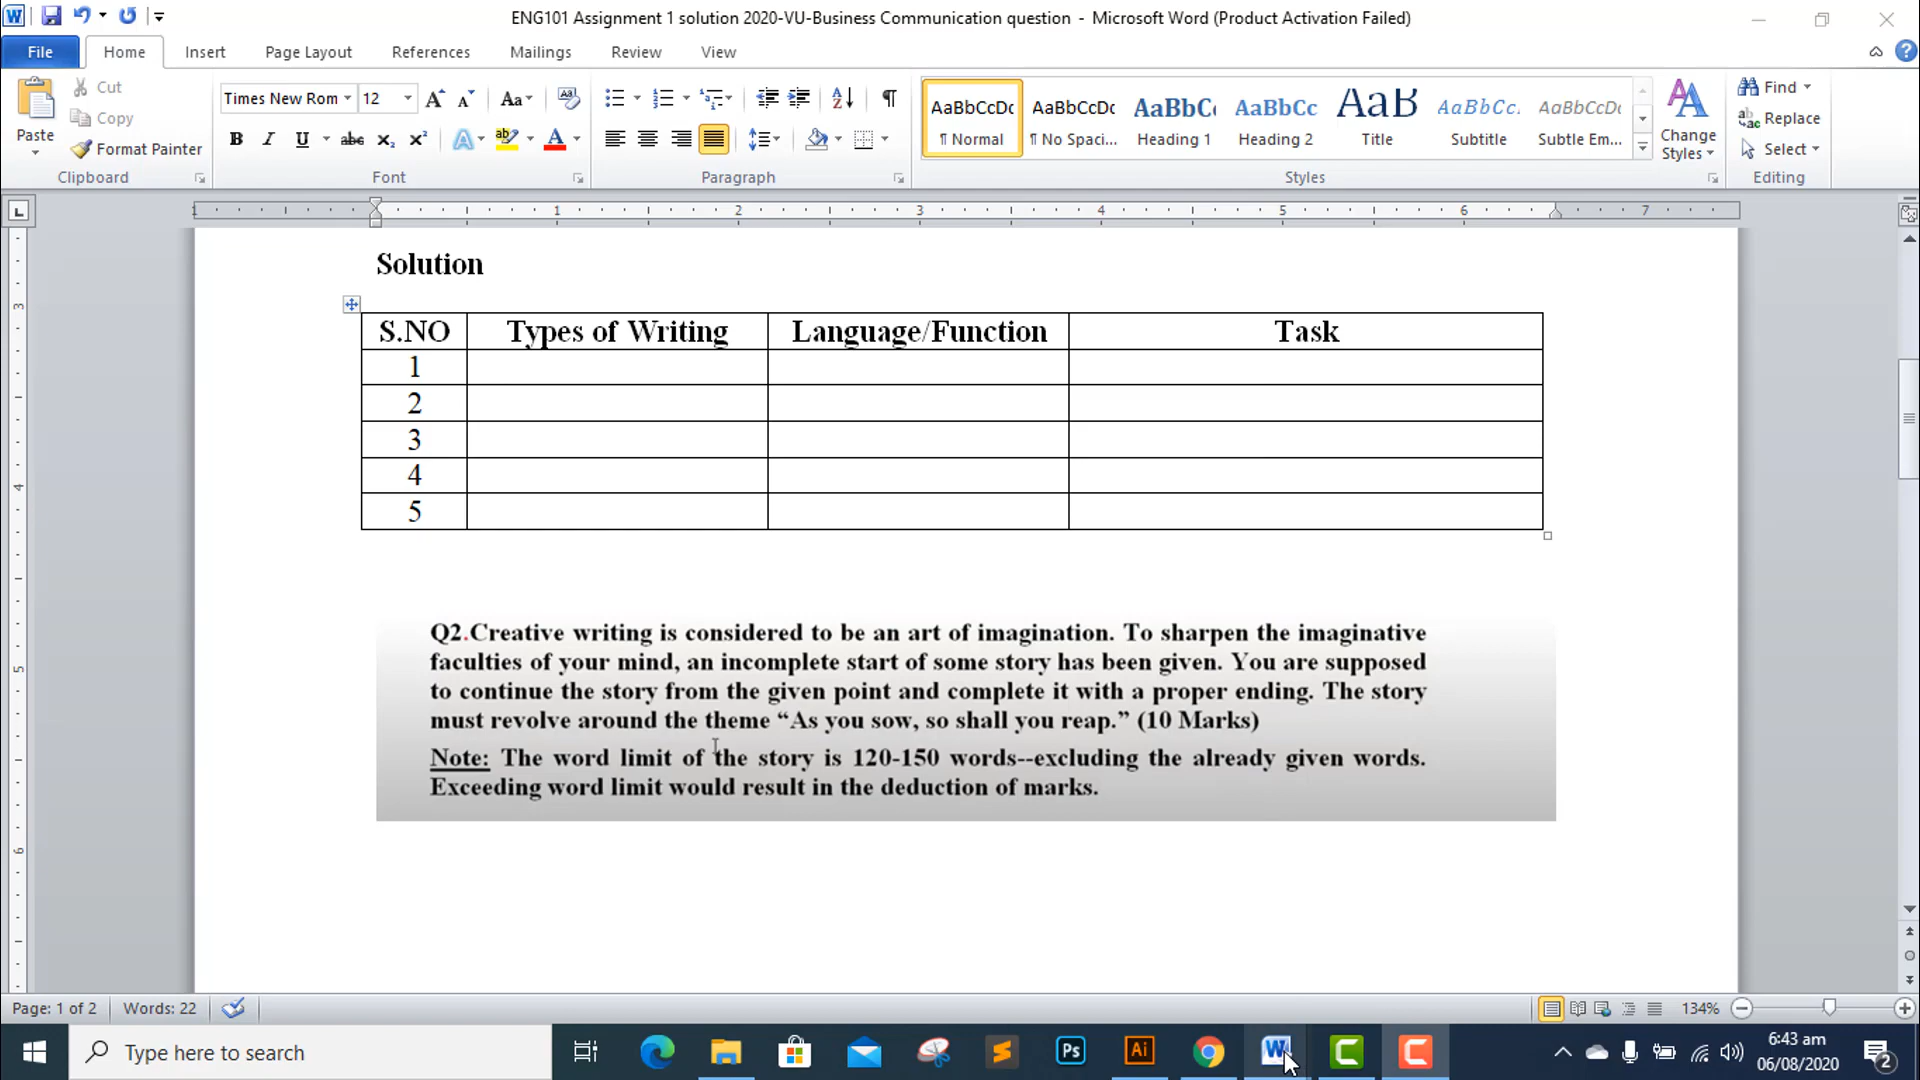 ENG101 Assignment 1 solution 2020-VU-Business Communication question - Microsoft Word (Product Activation Failed)
File Home Insert Page Layout References Mailings Review View
Paste
Cut
Copy
Format Painter
Clipboard
Times New Rom 12
Font
Paragraph
AaBbCcDc AaBbCcDc AaBbC AaBbCc AaB AaBbCc. AaBbCcDc
¶ Normal ¶ No Spaci... Heading 1 Heading 2 Title Subtitle Subtle Em...
Change Styles
Styles
Find
Replace
Select
Editing
1 1 2 3 4 5 6 7
Solution
S.NO Types of Writing Language/Function Task
1
2
3
4
5
Q2.Creative writing is considered to be an art of imagination. To sharpen the imaginative
faculties of your mind, an incomplete start of some story has been given. You are supposed
to continue the story from the given point and complete it with a proper ending. The story
must revolve around the theme “As you sow, so shall you reap.” (10 Marks)
Note: The word limit of the story is 120-150 words--excluding the already given words.
Exceeding word limit would result in the deduction of marks.
Page: 1 of 2 Words: 22 134%
Type here to search
6:43 am
06/08/2020
2